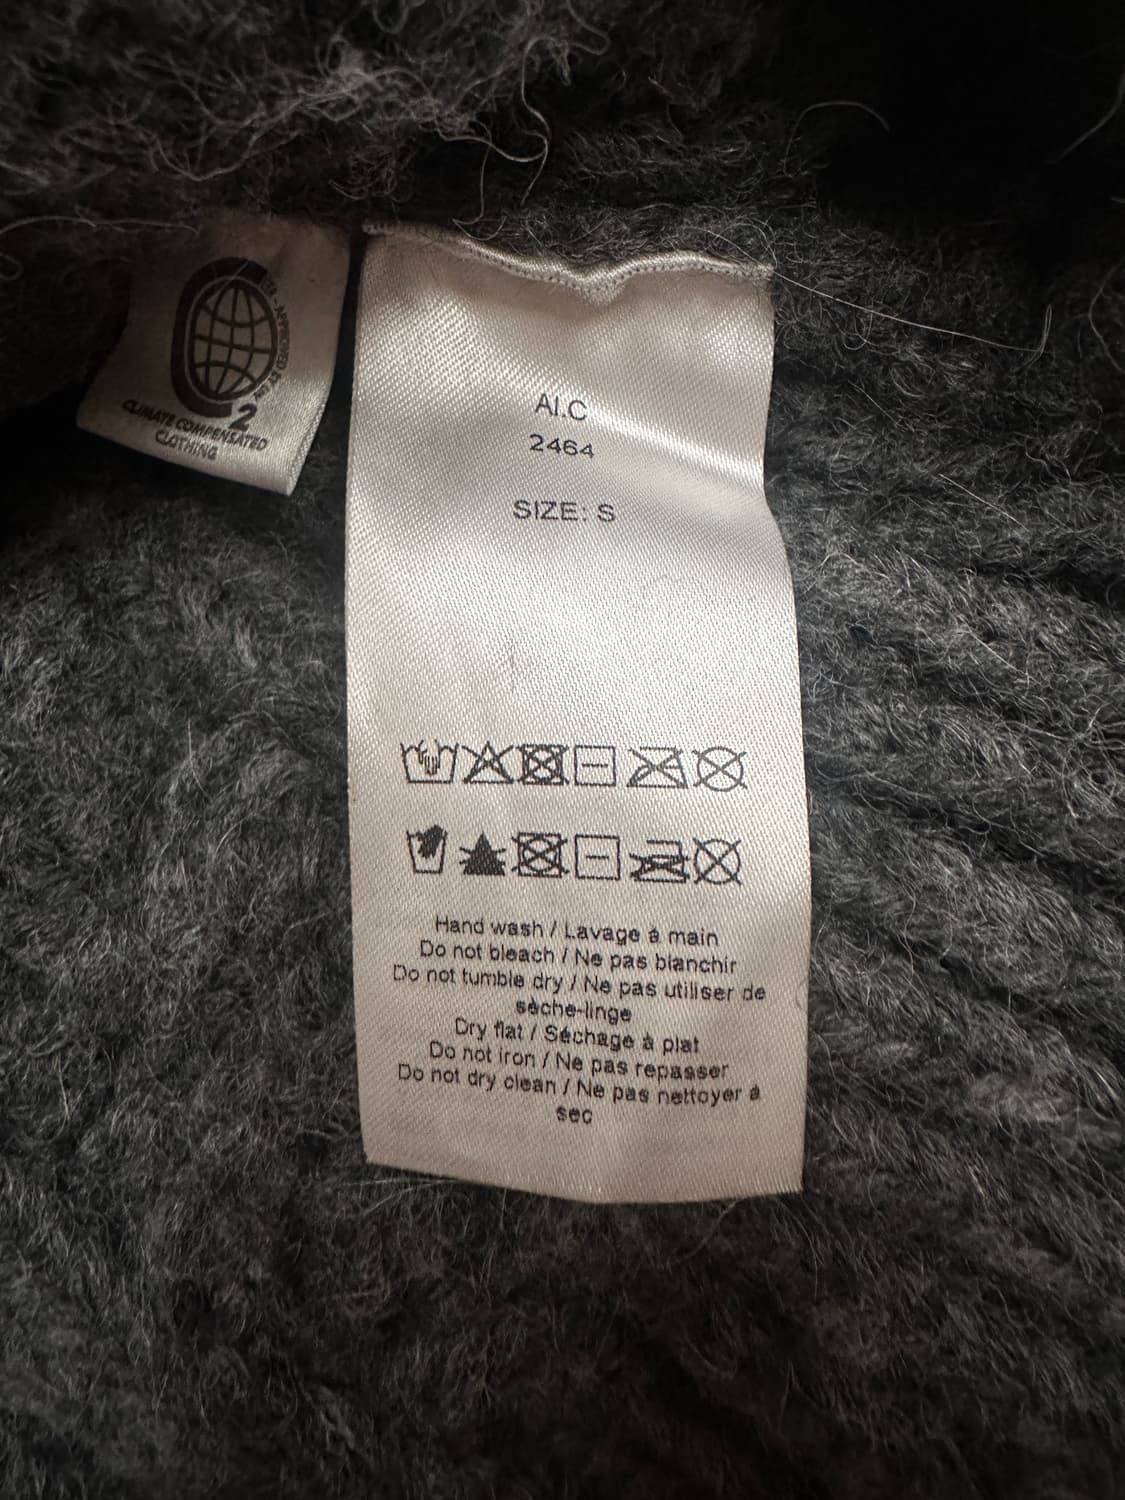 2
CLIMATE COMPENSATED
CLOTHING
AI.C
2464
SIZE: S
Hand wash / Lavage à main
Do not bleach / Ne pas blanchir
Do not tumble dry / Ne pas utiliser de
sèche-linge
Dry flat / Séchage à plat
Do not iron / Ne pas repasser
Do not dry clean / Ne pas nettoyer à
sec